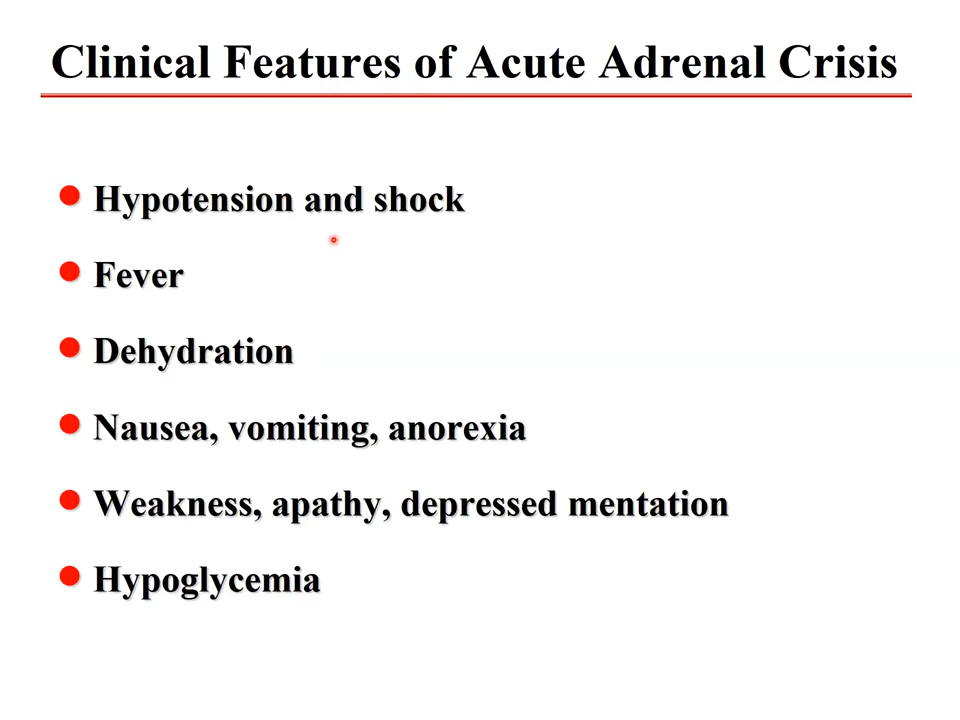 Clinical Features of Acute Adrenal Crisis
Hypotension and shock
Fever
Dehydration
Nausea, vomiting, anorexia
Weakness, apathy, depressed mentation
Hypoglycemia